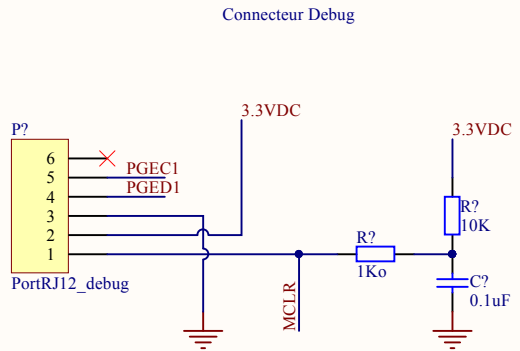 Connecteur Debug
3.3VDC
P?
3.3VDC
6
5
PGEC1
4
PGED1
3
2
1
R?
10K
R?
1Ko
MCLR
C?
0.1uF
PortRJ12_debug